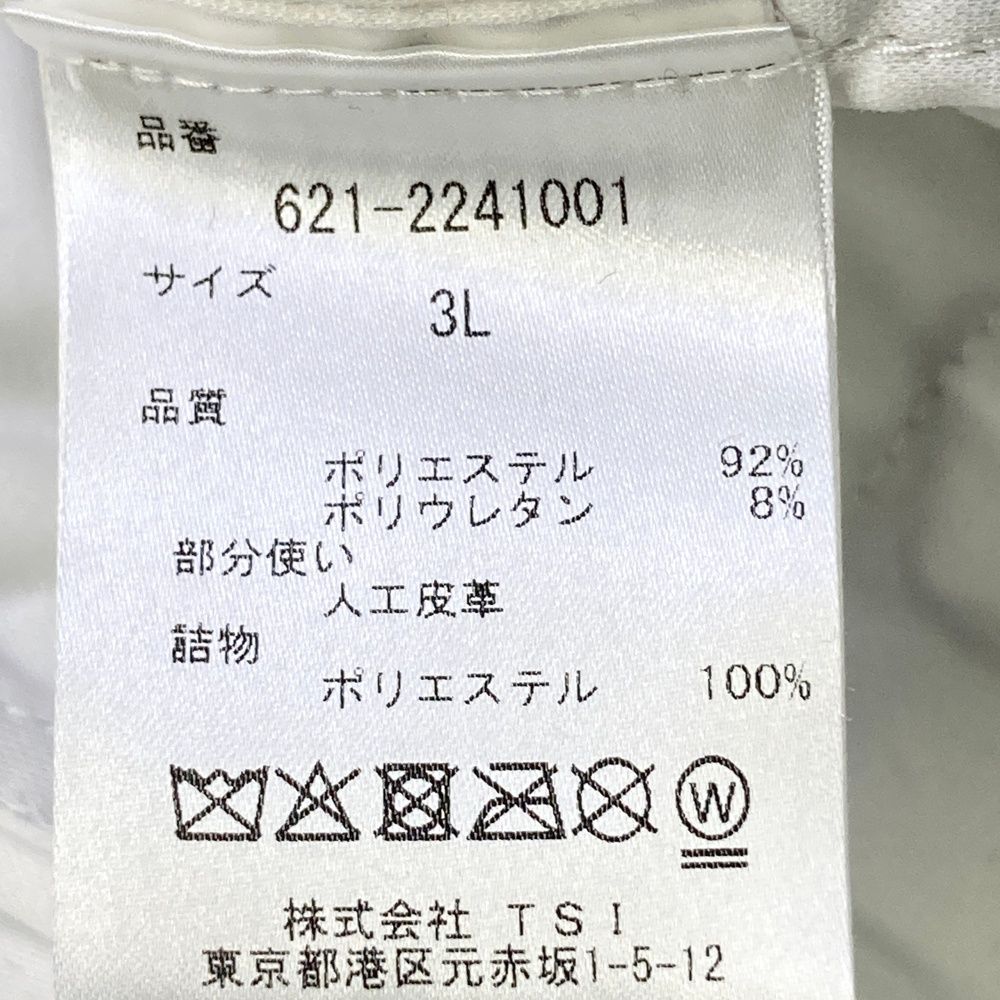 品番
621-2241001
サイズ
3L
品質
ポリエステル 92%
ポリウレタン 8%
部分使い
人工皮革
詰物
ポリエステル 100%
W
株式会社 TSI
東京都港区元赤坂1-5-12